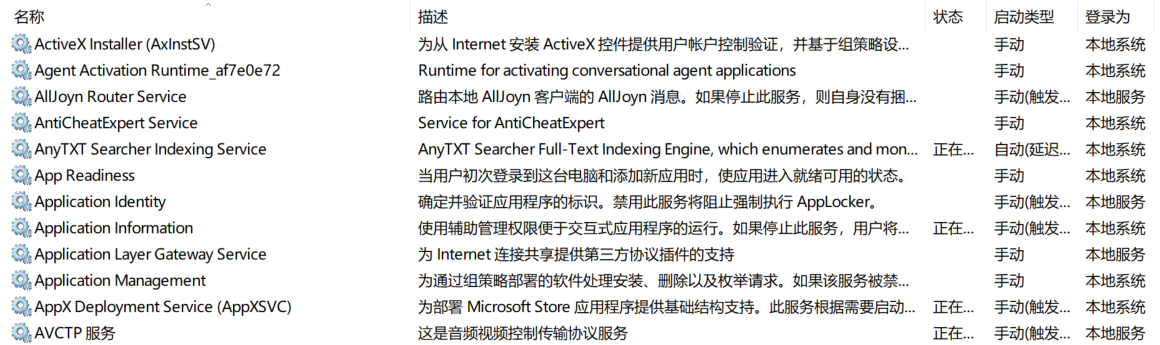 名称 描述 状态 启动类型 登录为
ActiveX Installer (AxInstSV) 为从 Internet 安装 ActiveX 控件提供用户帐户控制验证，并基于组策略设... 手动 本地系统
Agent Activation Runtime_af7e0e72 Runtime for activating conversational agent applications 手动 本地系统
AllJoyn Router Service 路由本地 AllJoyn 客户端的 AllJoyn 消息。如果停止此服务，则自身没有捆... 手动(触发... 本地服务
AntiCheatExpert Service Service for AntiCheatExpert 手动 本地系统
AnyTXT Searcher Indexing Service AnyTXT Searcher Full-Text Indexing Engine, which enumerates and mon... 正在... 自动(延迟... 本地系统
App Readiness 当用户初次登录到这台电脑和添加新应用时，使应用进入就绪可用的状态。 手动 本地系统
Application Identity 确定并验证应用程序的标识。禁用此服务将阻止强制执行 AppLocker。 手动(触发... 本地服务
Application Information 使用辅助管理权限便于交互式应用程序的运行。如果停止此服务，用户将... 正在... 手动(触发... 本地系统
Application Layer Gateway Service 为 Internet 连接共享提供第三方协议插件的支持 手动 本地服务
Application Management 为通过组策略部署的软件处理安装、删除以及枚举请求。如果该服务被禁... 手动 本地系统
AppX Deployment Service (AppXSVC) 为部署 Microsoft Store 应用程序提供基础结构支持。此服务根据需要启动... 正在... 手动(触发... 本地系统
AVCTP 服务 这是音频视频控制传输协议服务 正在... 手动(触发... 本地服务